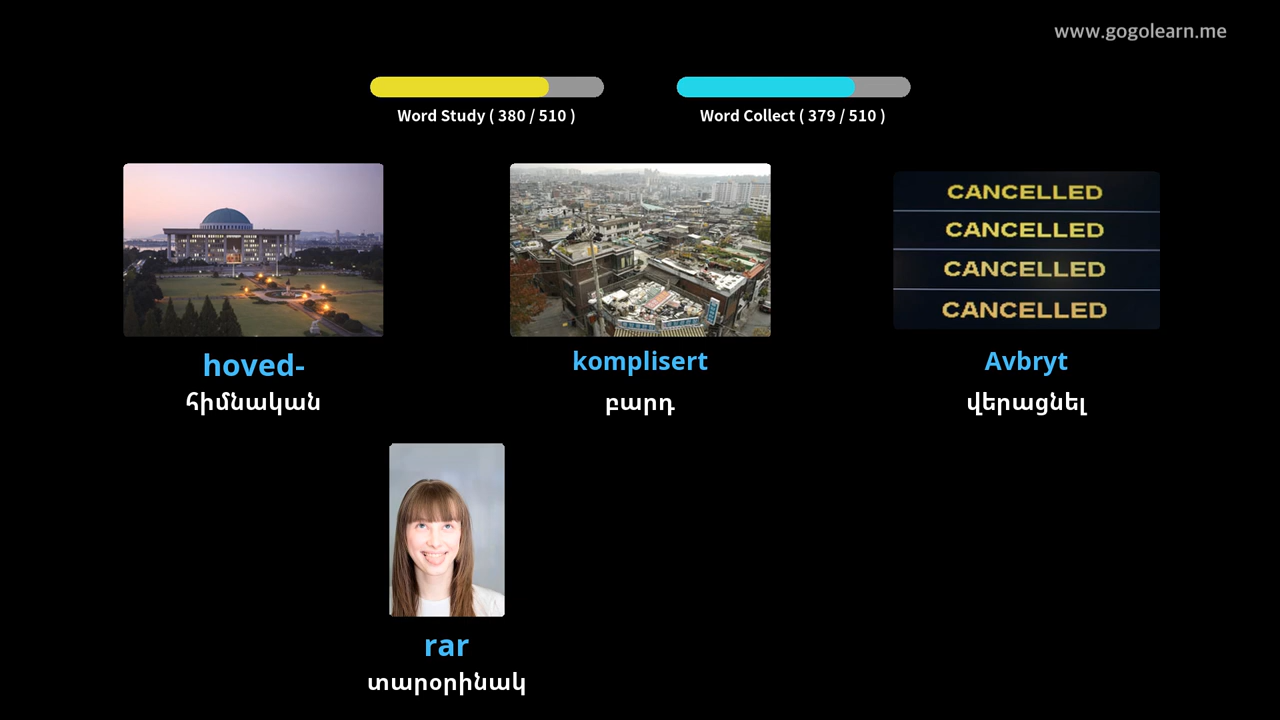 www.gogolearn.me
Word Study ( 380 / 510 )
Word Collect ( 379 / 510 )
CANCELLED
CANCELLED
CANCELLED
CANCELLED
hoved-
հիմնական
komplisert
բարդ
Avbryt
վերացնել
rar
տարօրինակ